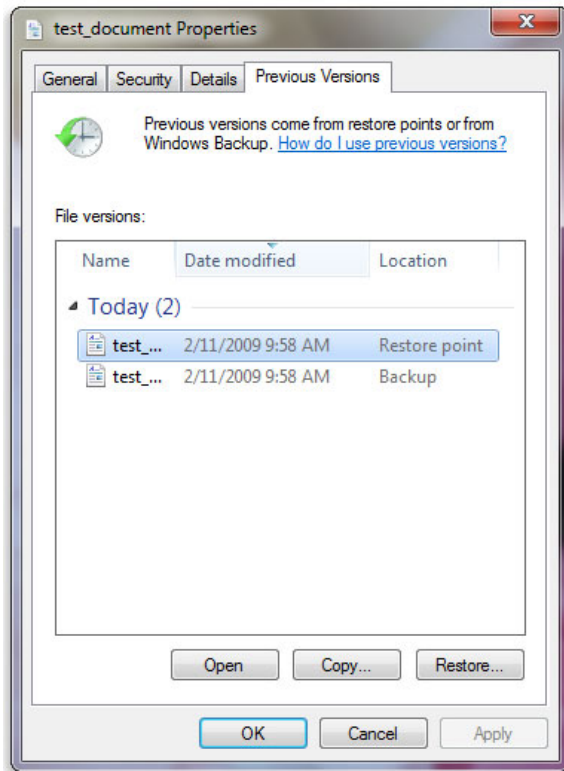 test_document Properties
General Security Details Previous Versions
Previous versions come from restore points or from
Windows Backup. How do I use previous versions?
File versions:
Name Date modified Location
Today (2)
test_... 2/11/2009 9:58 AM Restore point
test_... 2/11/2009 9:58 AM Backup
Open Copy... Restore...
OK Cancel Apply